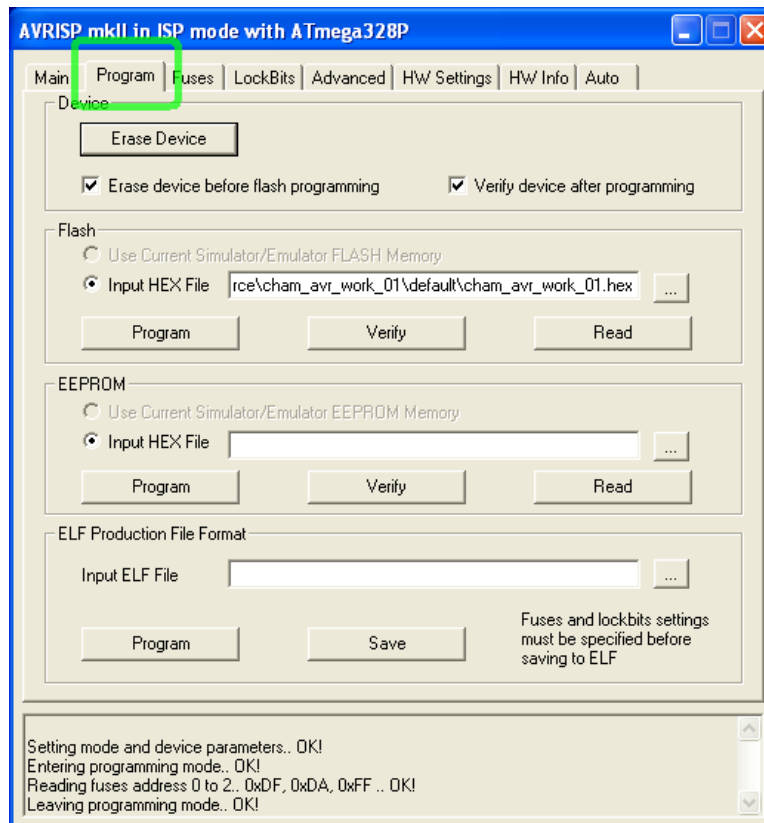 AVRISP mkII in ISP mode with ATmega328P
Main Program Fuses LockBits Advanced HW Settings HW Info Auto
Device
Erase Device
Erase device before flash programming Verify device after programming
Flash
Use Current Simulator/Emulator FLASH Memory
Input HEX File rce\cham_avr_work_01\default\cham_avr_work_01.hex ...
Program Verify Read
EEPROM
Use Current Simulator/Emulator EEPROM Memory
Input HEX File ...
Program Verify Read
ELF Production File Format
Input ELF File ...
Fuses and lockbits settings
must be specified before
saving to ELF
Program Save
Setting mode and device parameters.. OK!
Entering programming mode.. OK!
Reading fuses address 0 to 2.. 0xDF, 0xDA, 0xFF .. OK!
Leaving programming mode.. OK!